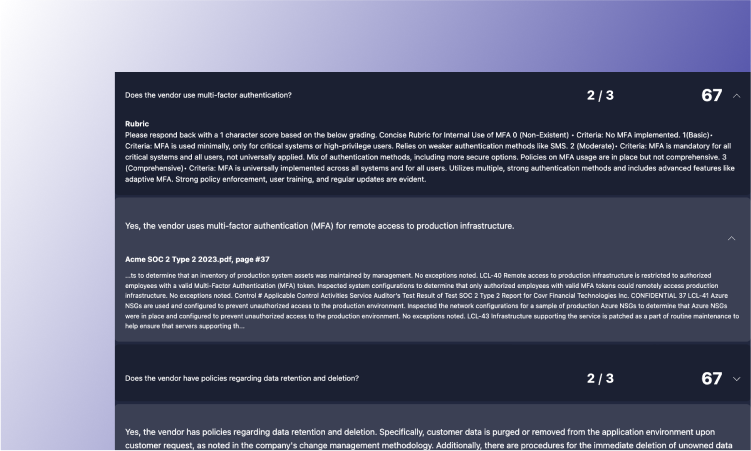 Does the vendor use multi-factor authentication? 2 / 3 67
Rubric
Please respond back with a 1 character score based on the below grading. Concise Rubric for Internal Use of MFA 0 (Non-Existent) • Criteria: No MFA implemented. 1(Basic)•
Criteria: MFA is used minimally, only for critical systems or high-privilege users. Relies on weaker authentication methods like SMS. 2 (Moderate)• Criteria: MFA is mandatory for all
critical systems and all users, not universally applied. Mix of authentication methods, including more secure options. Policies on MFA usage are in place but not comprehensive. 3
(Comprehensive)• Criteria: MFA is universally implemented across all systems and for all users. Utilizes multiple, strong authentication methods and includes advanced features like
adaptive MFA. Strong policy enforcement, user training, and regular updates are evident.
Yes, the vendor uses multi-factor authentication (MFA) for remote access to production infrastructure.
Acme SOC 2 Type 2 2023.pdf, page #37
...ts to determine that an inventory of production system assets was maintained by management. No exceptions noted. LCL-40 Remote access to production infrastructure is restricted to authorized
employees with a valid Multi-Factor Authentication (MFA) token. Inspected system configurations to determine that only authorized employees with valid MFA tokens could remotely access production
infrastructure. No exceptions noted. Control # Applicable Control Activities Service Auditor's Test Result of Test SOC 2 Type 2 Report for Covr Financial Technologies Inc. CONFIDENTIAL 37 LCL-41 Azure
NSGs are used and configured to prevent unauthorized access to the production environment. Inspected the network configurations for a sample of production Azure NSGs to determine that Azure NSGs
were in place and configured to prevent unauthorized access to the production environment. No exceptions noted. LCL-43 Infrastructure supporting the service is patched as a part of routine maintenance to
help ensure that servers supporting th...
Does the vendor have policies regarding data retention and deletion? 2 / 3 67
Yes, the vendor has policies regarding data retention and deletion. Specifically, customer data is purged or removed from the application environment upon
customer request, as noted in the company's change management methodology. Additionally, there are procedures for the immediate deletion of unowned data